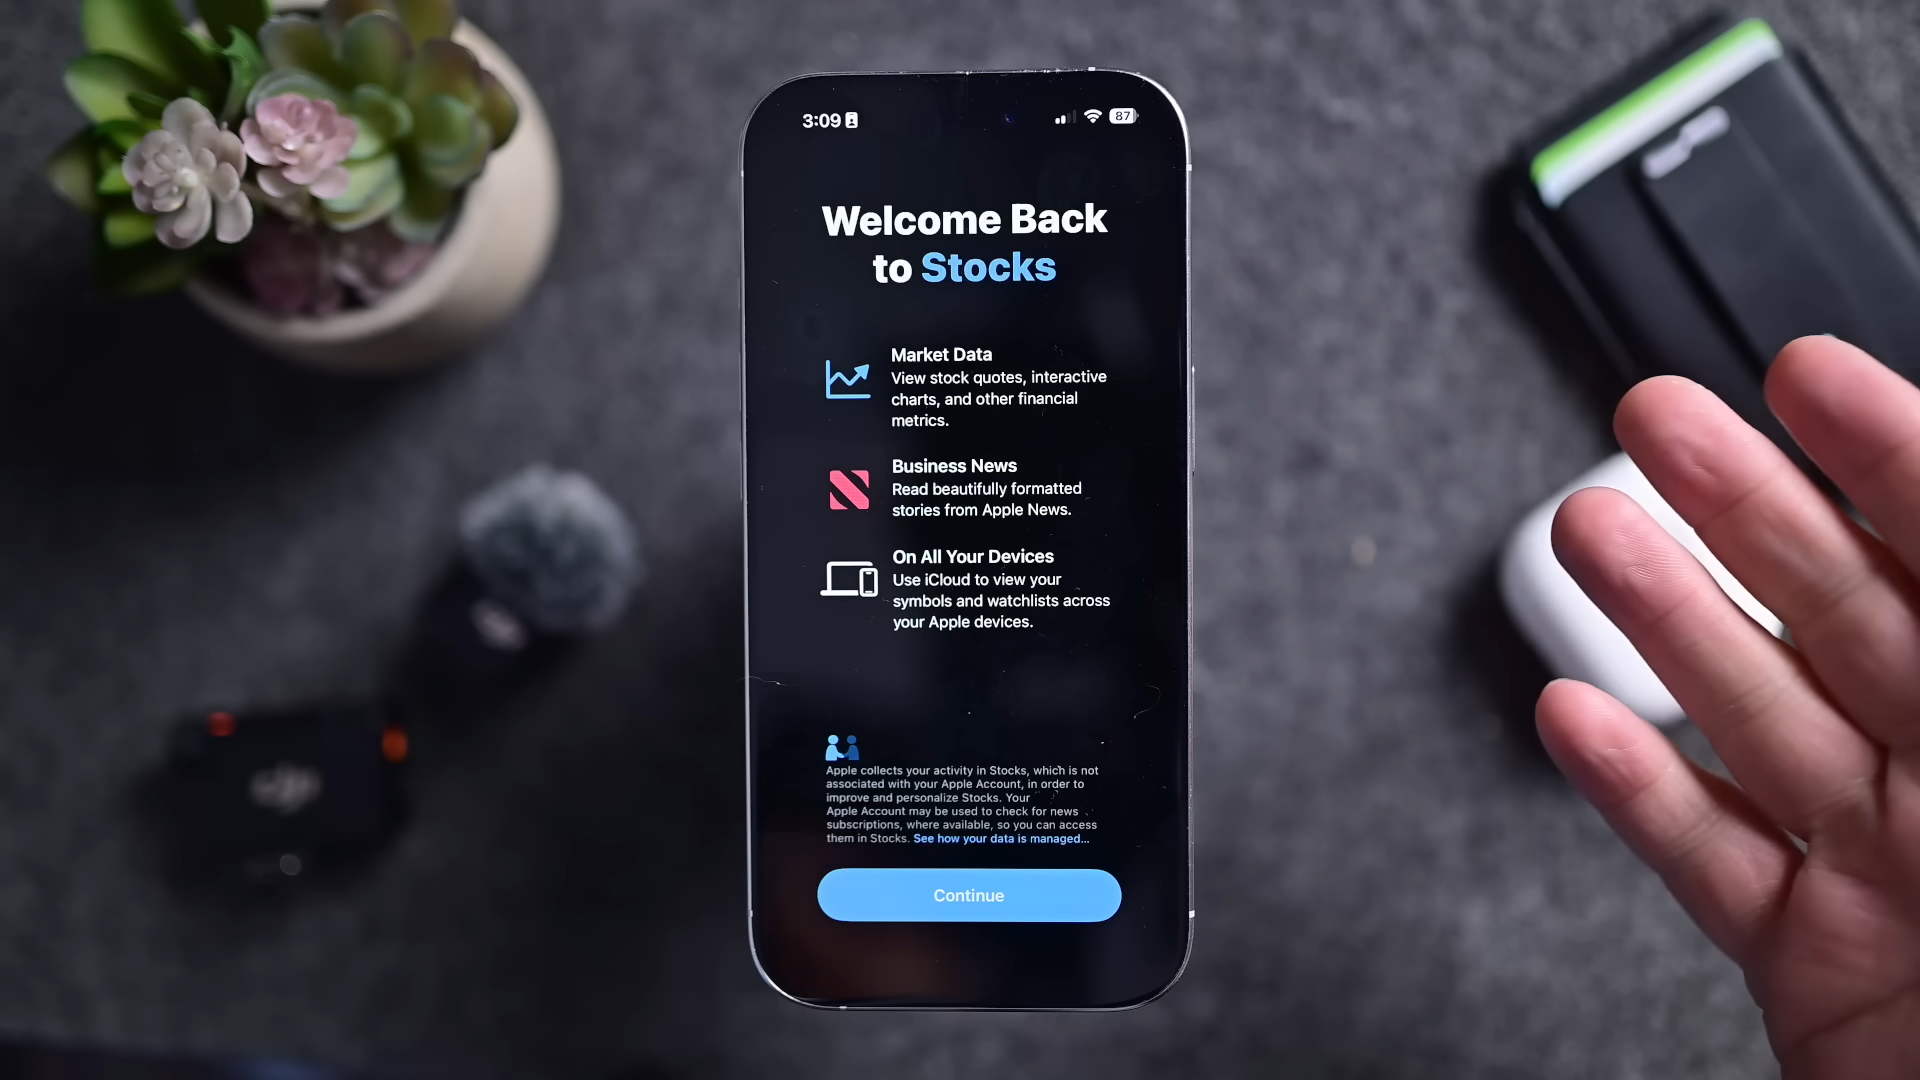 3:09
87
Welcome Back
to Stocks
Market Data
View stock quotes, interactive
charts, and other financial
metrics.
Business News
Read beautifully formatted
stories from Apple News.
On All Your Devices
Use iCloud to view your
symbols and watchlists across
your Apple devices.
Apple collects your activity in Stocks, which is not
associated with your Apple Account, in order to
improve and personalize Stocks. Your
Apple Account may be used to check for news
subscriptions, where available, so you can access
them in Stocks. See how your data is managed...
Continue
dji